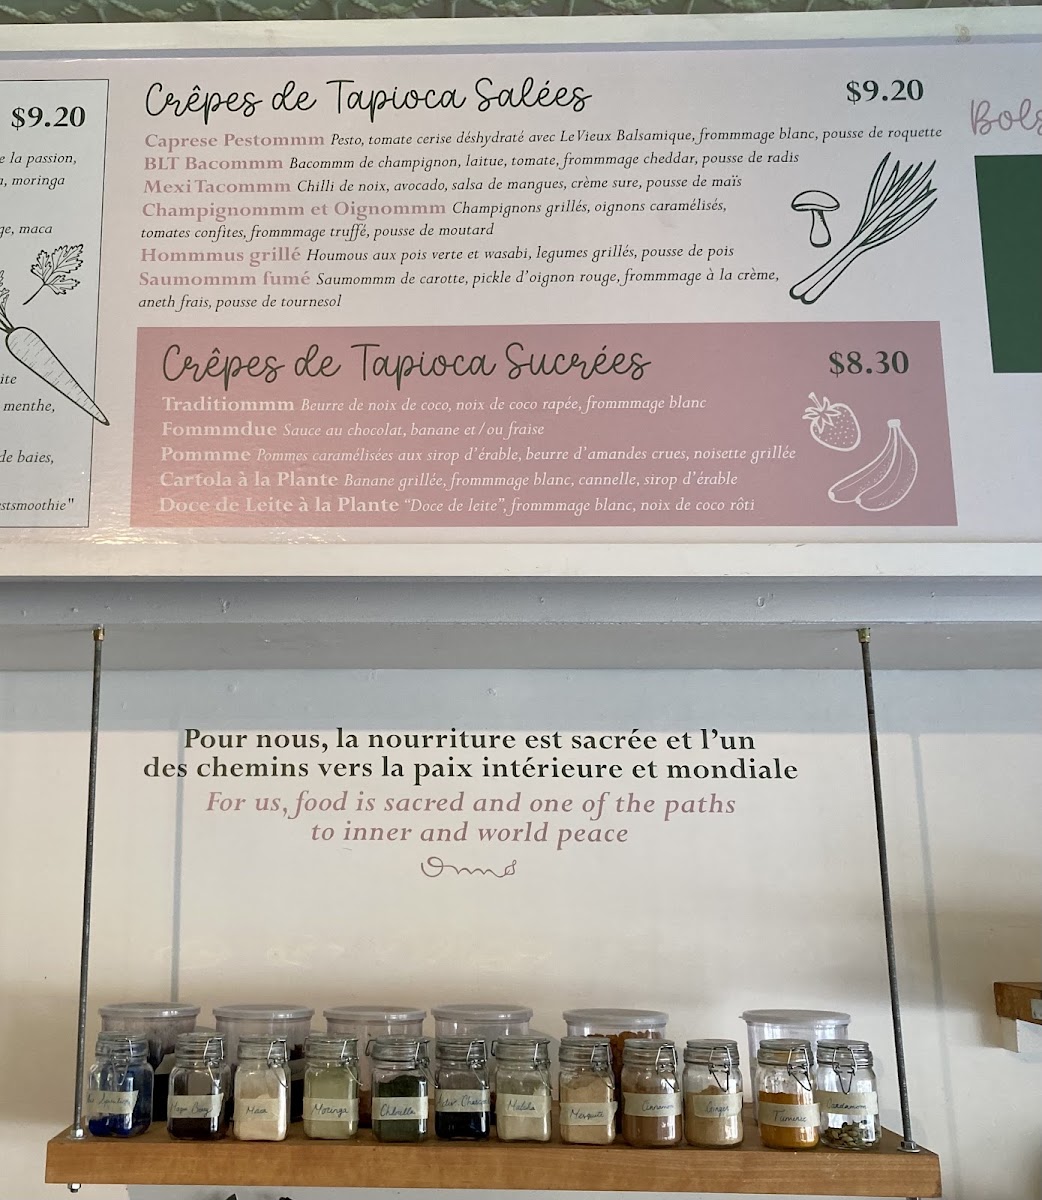 $9.20
e la passion,
moringa
maca
menthe,
de baies,
stsmoothie"
Crêpes de Tapioca Salées $9.20
Caprese Pestommm Pesto, tomate cerise déshydraté avec LeVieux Balsamique, frommmage blanc, pousse de roquette
BLT Bacommm Bacommm de champignon, laitue, tomate, frommmage cheddar, pousse de radis
Mexi Tacommm Chilli de noix, avocado, salsa de mangues, crème sure, pousse de maïs
Champignommm et Oignommm Champignons grillés, oignons caramélisés,
tomates confites, frommmage truffé, pousse de moutard
Hommmus grillé Houmous aux pois verte et wasabi, legumes grillés, pousse de pois
Saumommm fumé Saumommm de carotte, pickle d'oignon rouge, frommmage à la crème,
aneth frais, pousse de tournesol
Crêpes de Tapioca Sucrées $8.30
Traditiommm Beurre de noix de coco, noix de coco rapée, frommmage blanc
Fommmdue Sauce au chocolat, banane et/ou fraise
Pommme Pommes caramélisées aux sirop d'érable, beurre d'amandes crues, noisette grillée
Cartola à la Plante Banane grillée, frommmage blanc, cannelle, sirop d'érable
Doce de Leite à la Plante "Doce de leite", frommmage blanc, noix de coco rôti
Bols
Pour nous, la nourriture est sacrée et l'un
des chemins vers la paix intérieure et mondiale
For us, food is sacred and one of the paths
to inner and world peace
Maca
Moringa
Chlorella
Matcha
Mesquite
Cinnamon
Ginger
Tumeric
Cardamom